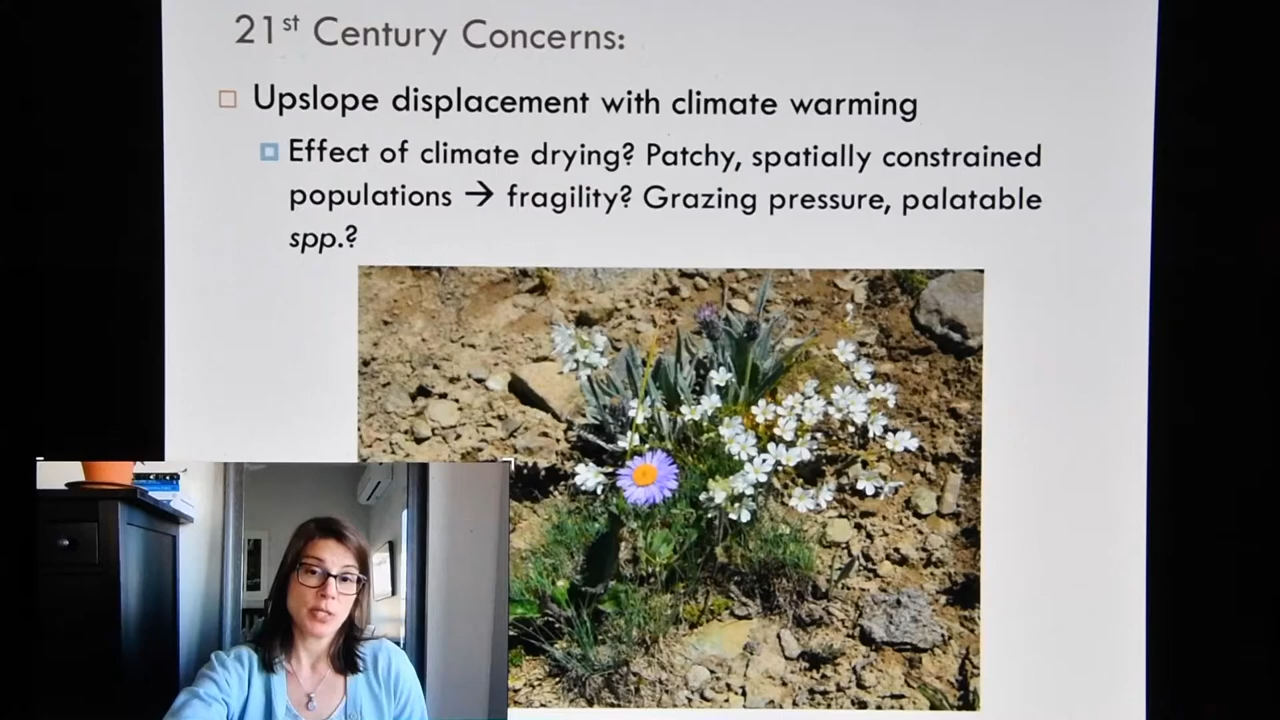 21st Century Concerns:
Upslope displacement with climate warming
Effect of climate drying? Patchy, spatially constrained
populations → fragility? Grazing pressure, palatable
spp.?